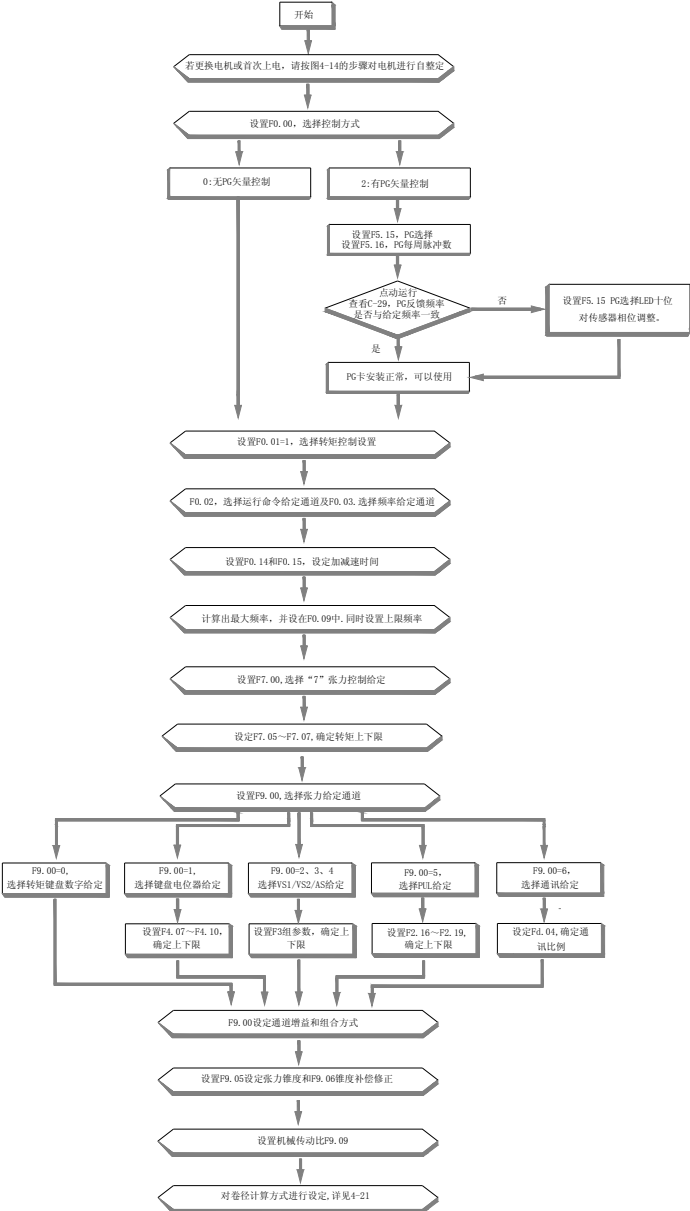 开始
若更换电机或首次上电，请按图4-14的步骤对电机进行自整定
设置F0.00，选择控制方式
0:无PG矢量控制
2:有PG矢量控制
设置F5.15，PG选择
设置F5.16，PG每周脉冲数
点动运行
查看C-29，PG反馈频率
是否与给定频率一致
否
设置F5.15 PG选择LED十位
对传感器相位调整。
是
PG卡安装正常，可以使用
设置F0.01=1，选择转矩控制设置
F0.02，选择运行命令给定通道及F0.03.选择频率给定通道
设置F0.14和F0.15，设定加减速时间
计算出最大频率，并设在F0.09中.同时设置上限频率
设置F7.00,选择“7”张力控制给定
设定F7.05～F7.07,确定转矩上下限
设置F9.00,选择张力给定通道
F9.00=0,
选择转矩键盘数字给定
F9.00=1,
选择键盘电位器给定
F9.00=2、3、4
选择VS1/VS2/AS给定
F9.00=5,
选择PUL给定
F9.00=6,
选择通讯给定
设置F4.07～F4.10,
确定上下限
设置F3组参数，确定上
下限
设置F2.16～F2.19,
确定上下限
设定Fd.04,确定通
讯比例
F9.00设定通道增益和组合方式
设置F9.05设定张力锥度和F9.06锥度补偿修正
设置机械传动比F9.09
对卷径计算方式进行设定,详见4-21